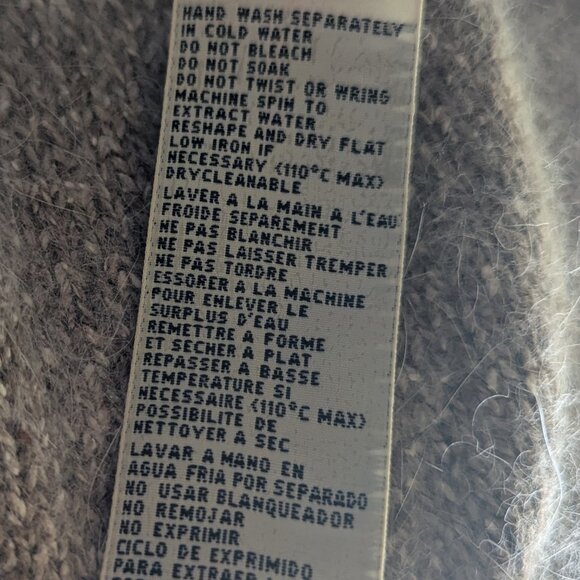 HAND WASH SEPARATELY
IN COLD WATER
DO NOT BLEACH
DO NOT SOAK
DO NOT TWIST OR WRING
MACHINE SPIN TO
EXTRACT WATER
RESHAPE AND DRY FLAT
LOW IRON IF
NECESSARY (110°C MAX)
DRYCLEANABLE
LAVER A LA MAIN A L'EAU
FROIDE SEPAREMENT
NE PAS BLANCHIR
NE PAS LAISSER TREMPER
NE PAS TORDRE
ESSORER A LA MACHINE
POUR ENLEVER LE
SURPLUS D'EAU
REMETTRE A FORME
ET SECHER A PLAT
REPASSER A BASSE
TEMPERATURE SI
NECESSAIRE (110°C MAX)
POSSIBILITE DE
NETTOYER A SEC
LAVAR A MANO EN
AGUA FRIA POR SEPARADO
NO USAR BLANQUEADOR
NO REMOJAR
NO EXPRIMIR
CICLO DE EXPRIMIDO
PARA EXTRAER